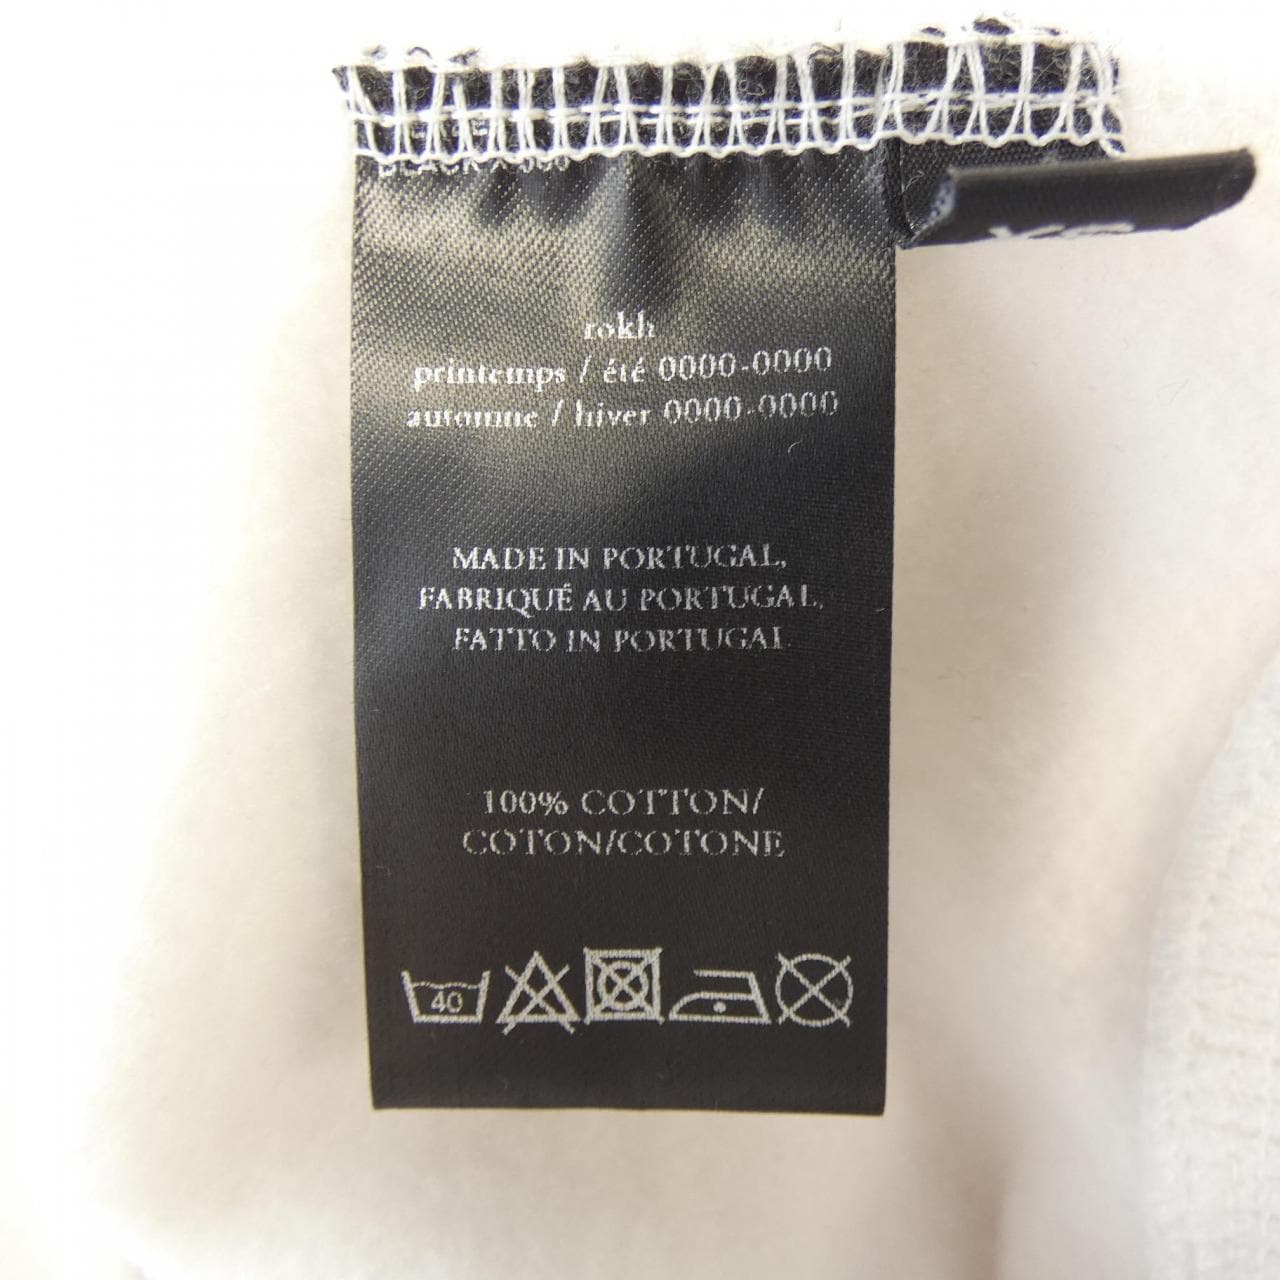 rokh
printemps / été 0000-0000
automne / hiver 0000-0000
MADE IN PORTUGAL,
FABRIQUÉ AU PORTUGAL,
FATTO IN PORTUGAL
100% COTTON/
COTON/COTONE
40